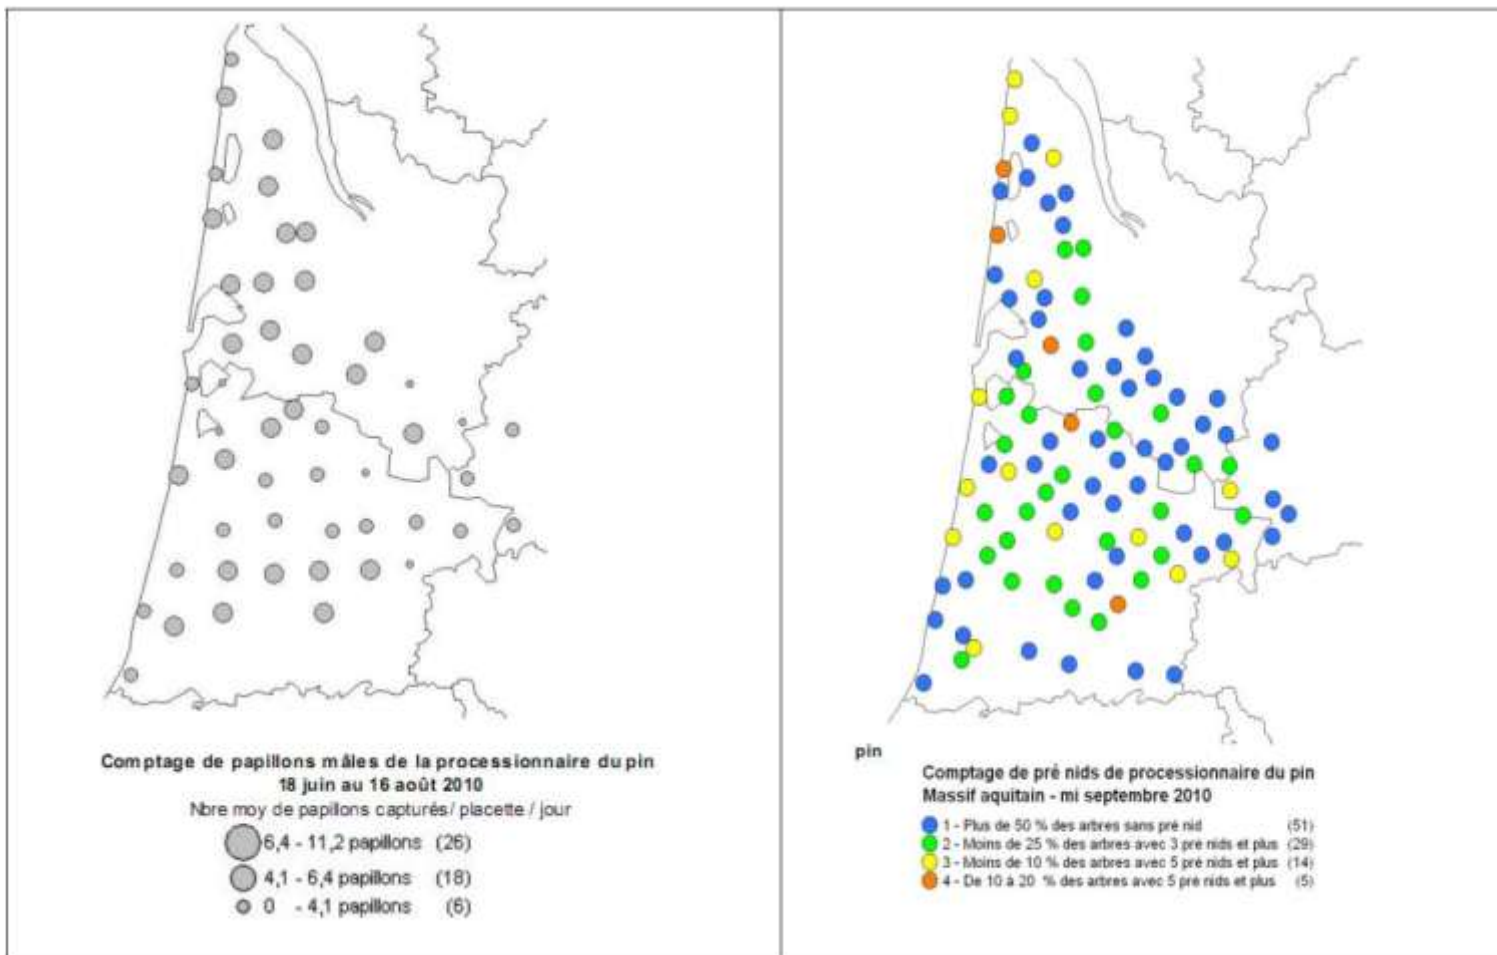 Comptage de papillons mâles de la processionnaire du pin
18 juin au 16 août 2010
Nbre moy de papillons capturés/ placette / jour
6,4 - 11,2 papillons (26)
4,1 - 6,4 papillons (18)
0 - 4,1 papillons (6)
pin
Comptage de pré nids de processionnaire du pin
Massif aquitain - mi septembre 2010
1 - Plus de 50 % des arbres sans pré nid (51)
2 - Moins de 25 % des arbres avec 3 pré nids et plus (29)
3 - Moins de 10 % des arbres avec 5 pré nids et plus (14)
4 - De 10 à 20 % des arbres avec 5 pré nids et plus (5)